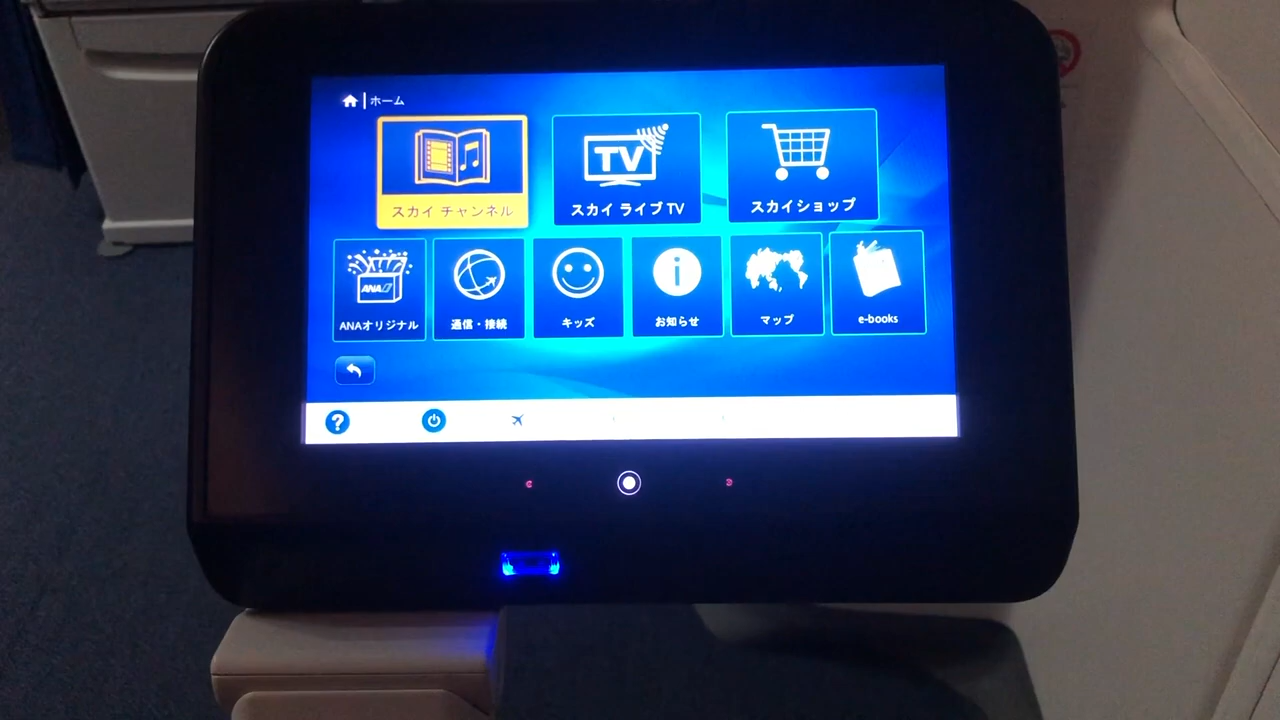 ホーム
スカイ チャンネル
TV
スカイ ライブ TV
スカイショップ
ANA
ANAオリジナル
通信・接続
キッズ
i
お知らせ
マップ
e-books
?